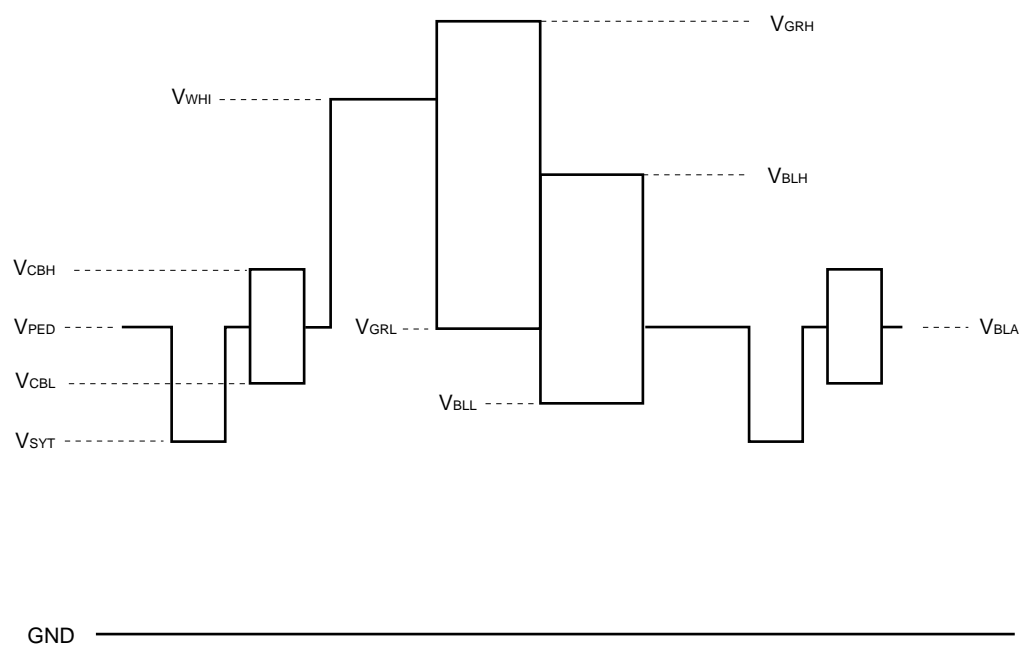 VGRH
VWHI
VBLH
VCBH
VPED
VGRL
VBLA
VCBL
VBLL
VSYT
GND